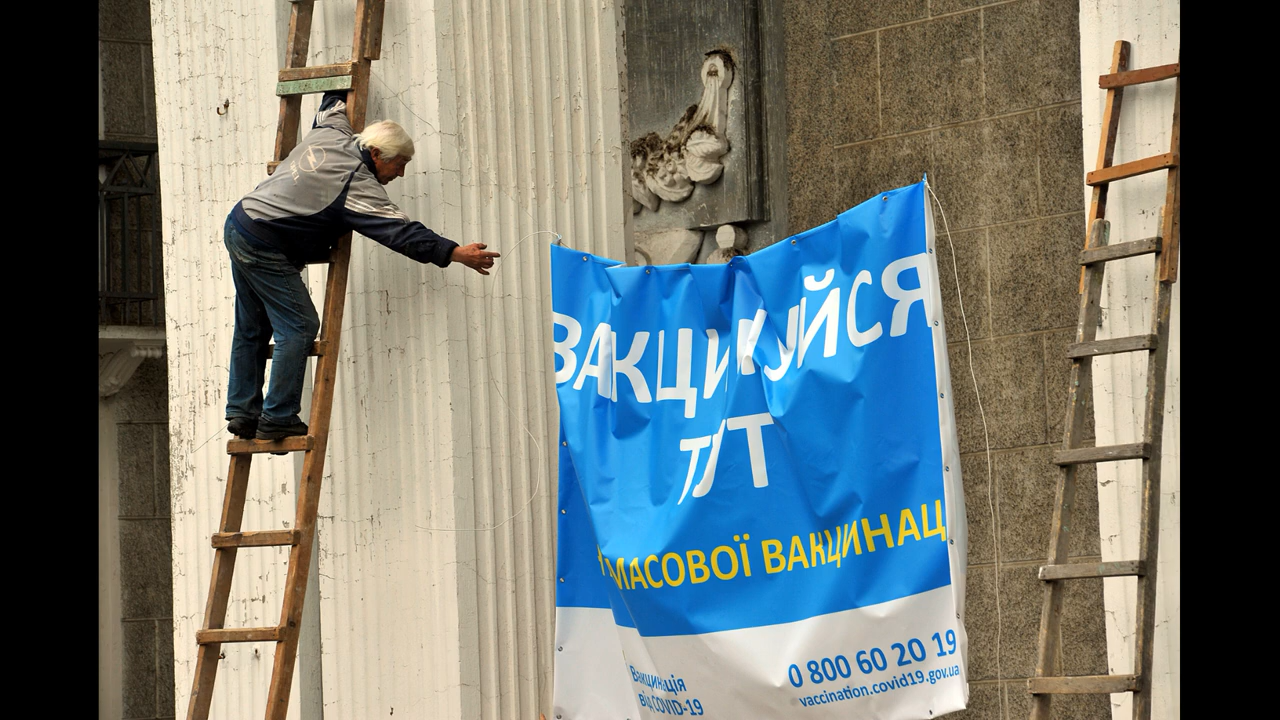 ВАКЦИНУЙСЯ
ТУТ
МАСОВОЇ ВАКЦИНАЦ
Вакцинація
від COVID-19
0 800 60 20 19
vaccination.covid19.gov.ua